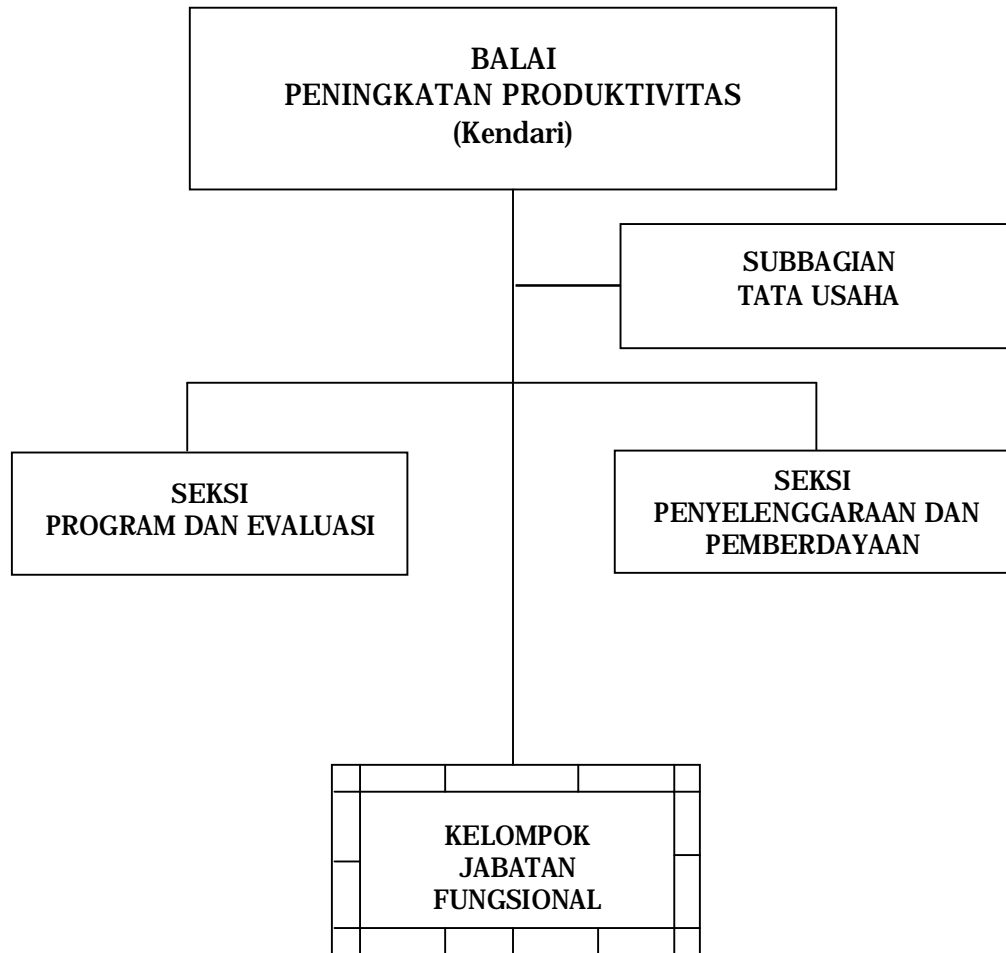 BALAI
PENINGKATAN PRODUKTIVITAS
(Kendari)
SUBBAGIAN
TATA USAHA
SEKSI
PROGRAM DAN EVALUASI
SEKSI
PENYELENGGARAAN DAN
PEMBERDAYAAN
KELOMPOK
JABATAN
FUNGSIONAL